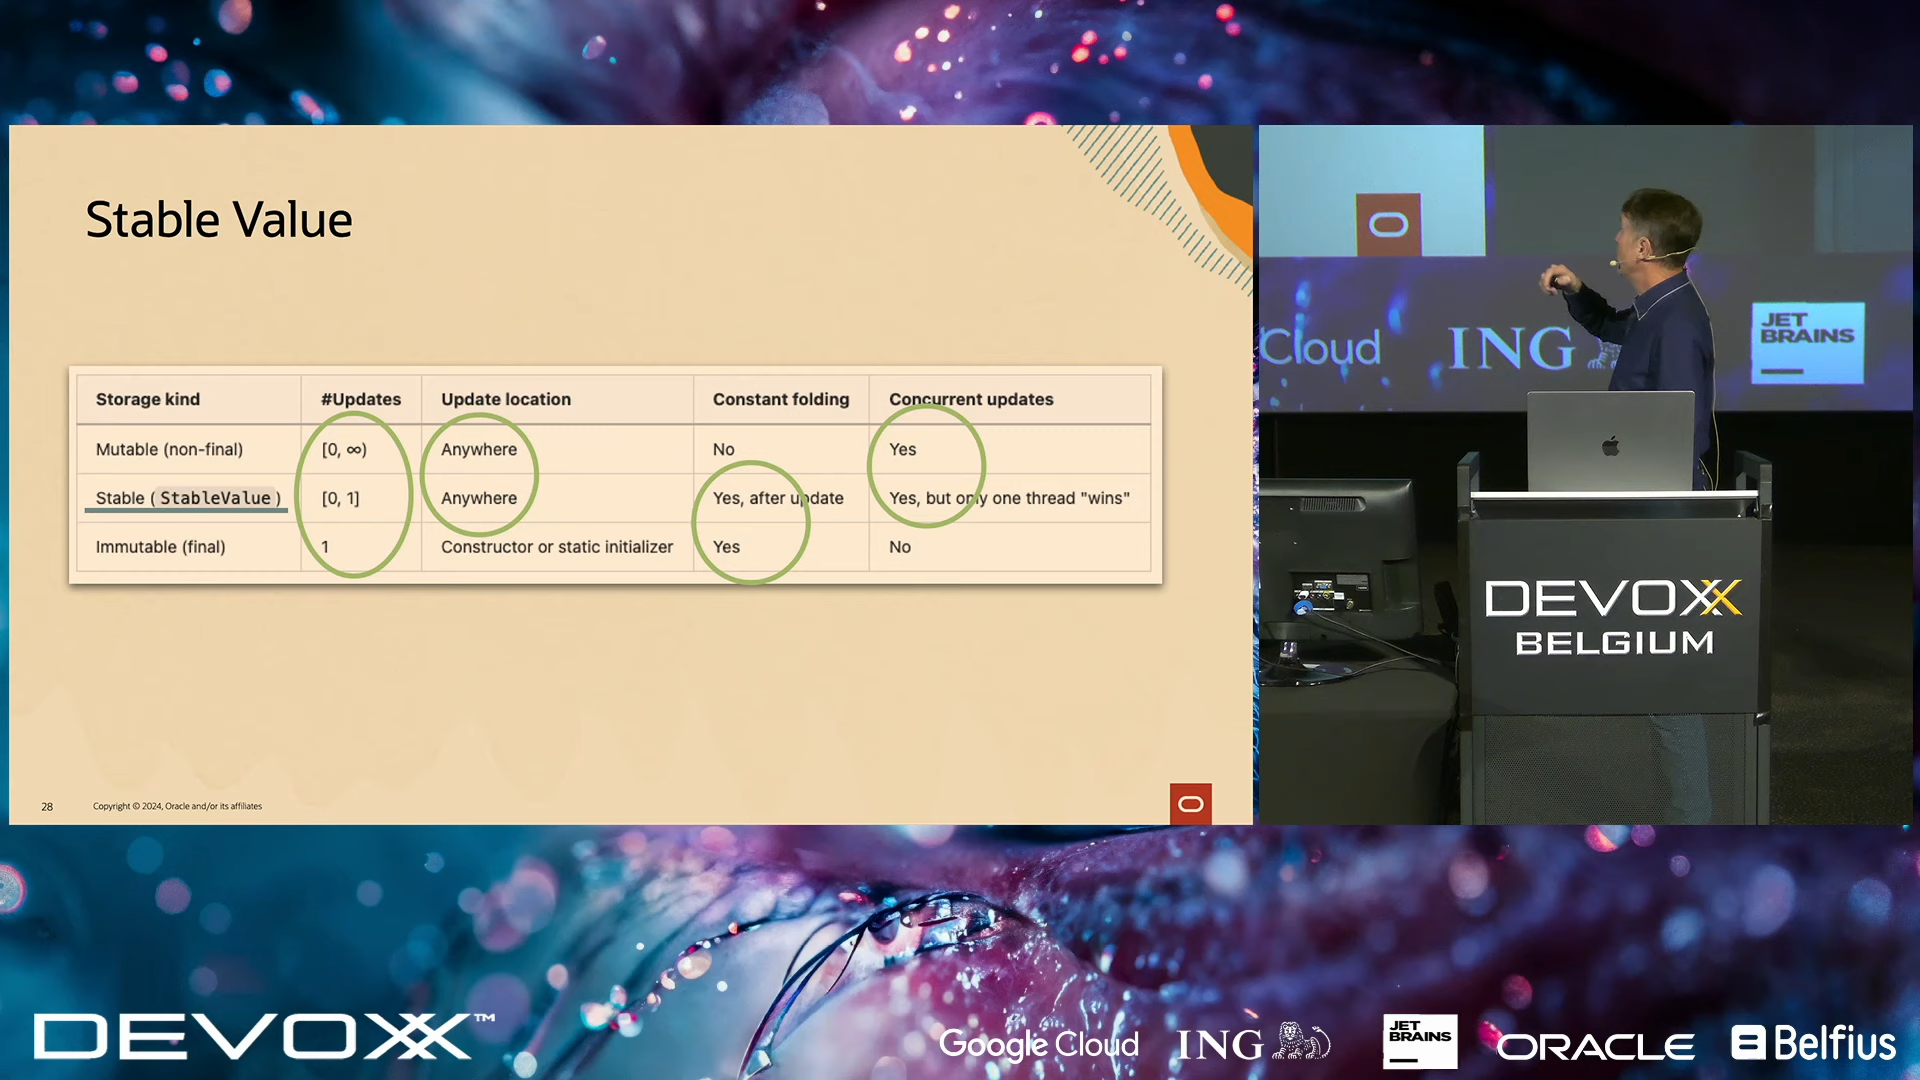 Stable Value
Storage kind #Updates Update location Constant folding Concurrent updates
Mutable (non-final) [0, ∞) Anywhere No Yes
Stable ( StableValue ) [0, 1] Anywhere Yes, after update Yes, but only one thread "wins"
Immutable (final) 1 Constructor or static initializer Yes No
28 Copyright © 2024, Oracle and/or its affiliates
Cloud ING JET
BRAINS
DEVOXX
BELGIUM
DEVOXX™ Google Cloud ING JET
BRAINS
ORACLE Belfius